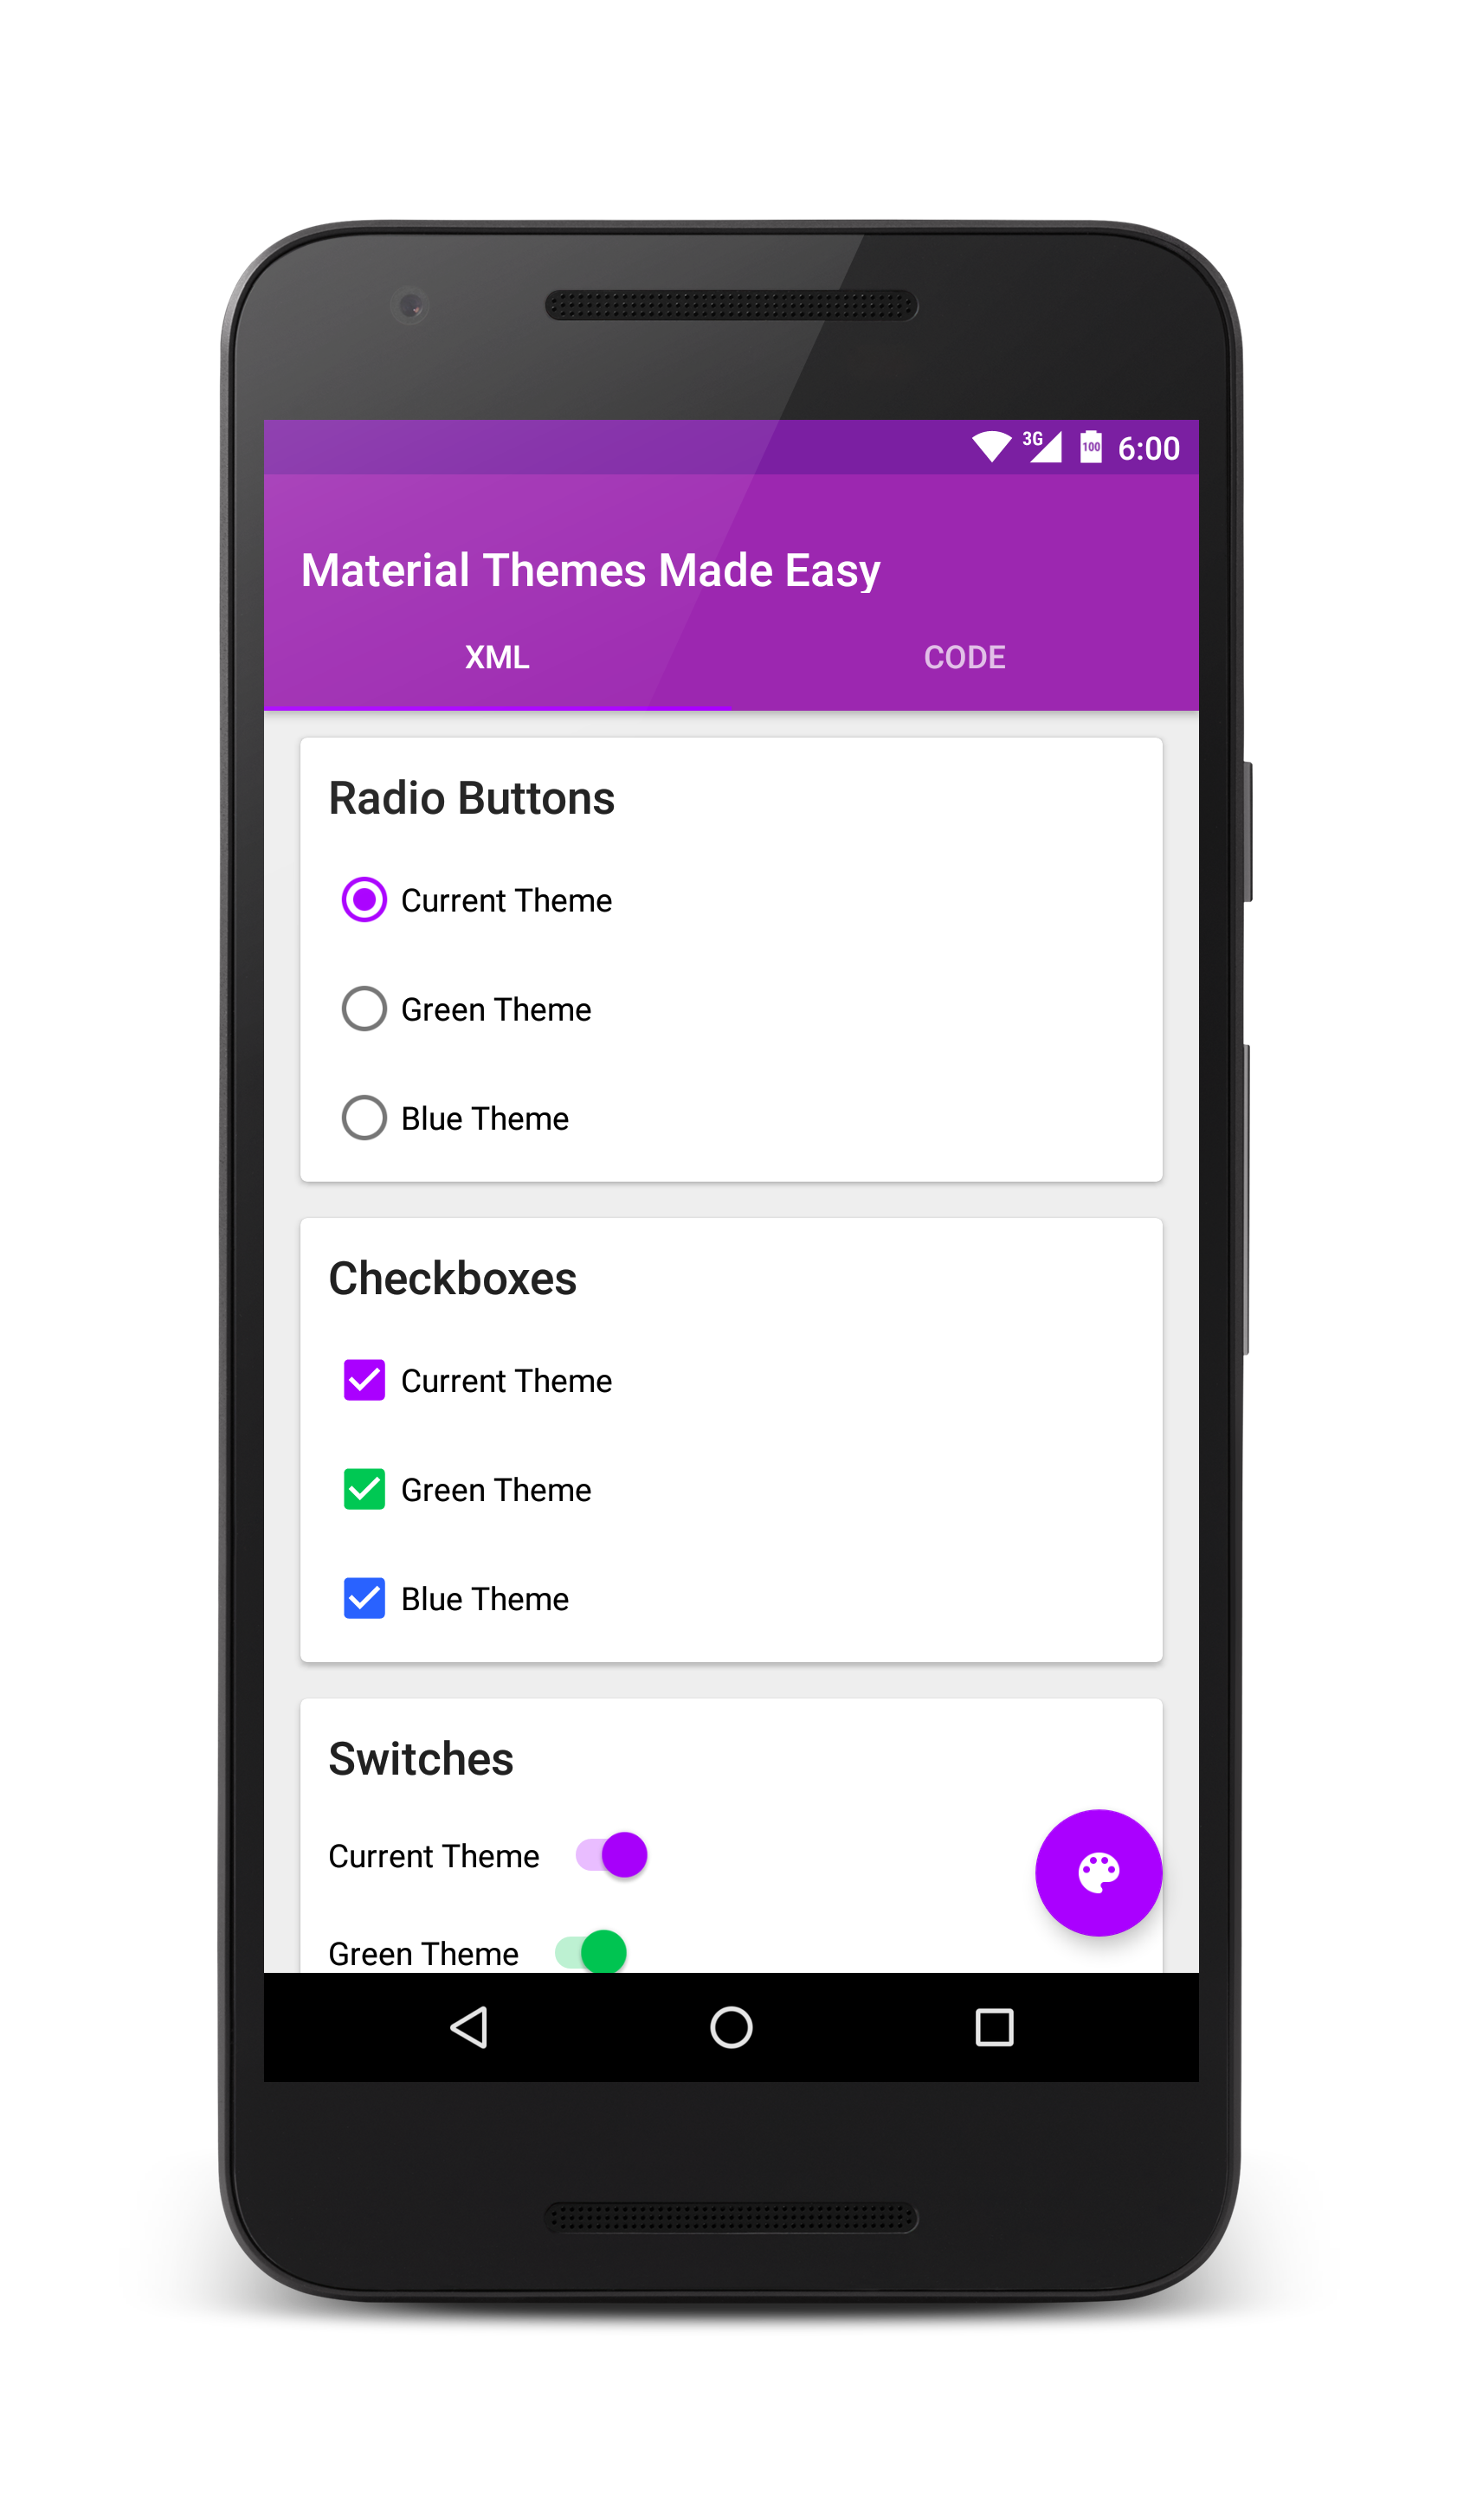 3G
100
6:00
Material Themes Made Easy
XML
CODE
Radio Buttons
Current Theme
Green Theme
Blue Theme
Checkboxes
Current Theme
Green Theme
Blue Theme
Switches
Current Theme
Green Theme